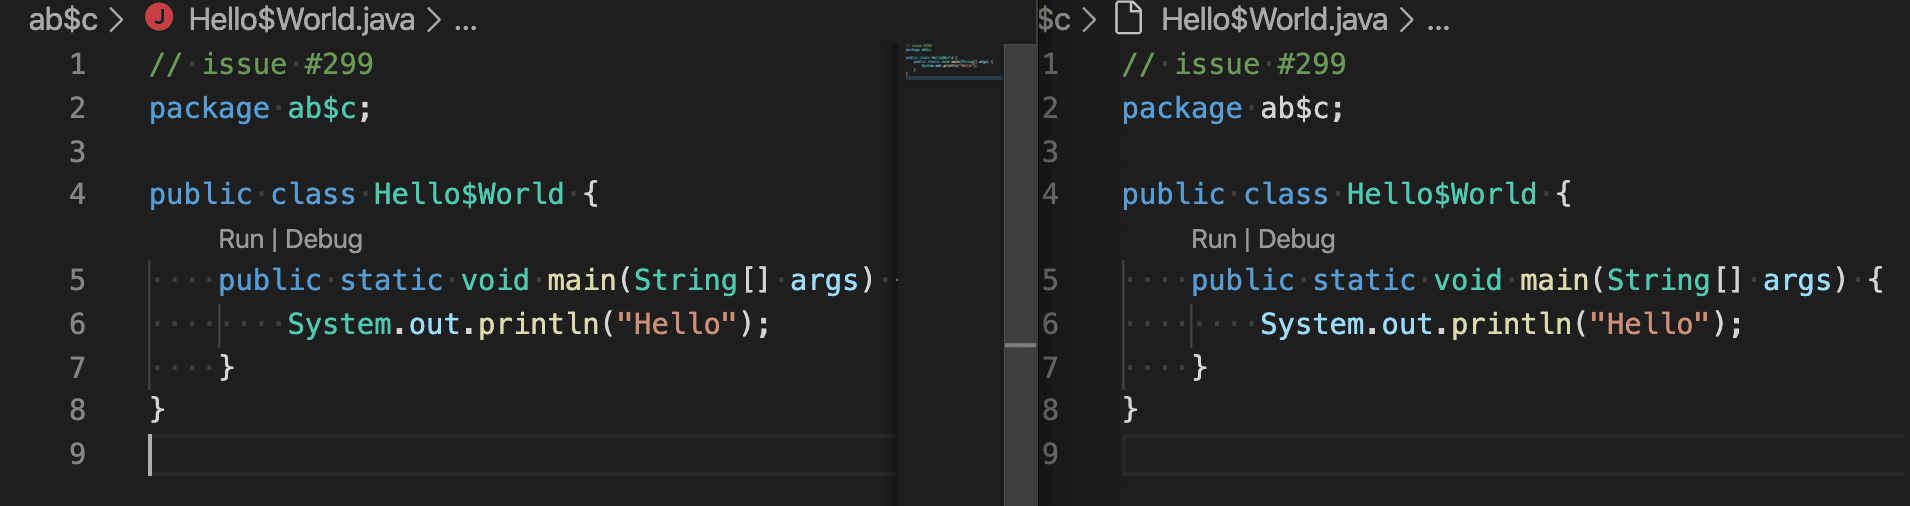 ab$c > J Hello$World.java > ...
1 // issue #299
2 package ab$c;
3
4 public class Hello$World {
Run | Debug
5 public static void main(String[] args)
6 System.out.println("Hello");
7 }
8 }
9
$c > Hello$World.java > ...
1 // issue #299
2 package ab$c;
3
4 public class Hello$World {
Run | Debug
5 public static void main(String[] args) {
6 System.out.println("Hello");
7 }
8 }
9